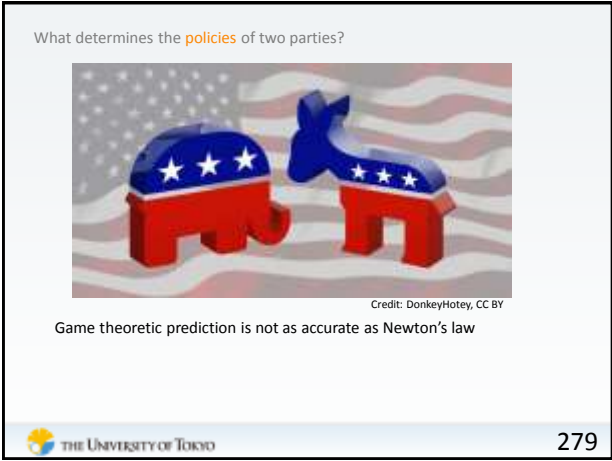 What determines the policies of two parties?
Credit: DonkeyHotey, CC BY
Game theoretic prediction is not as accurate as Newton's law
THE UNIVERSITY OF TOKYO
279